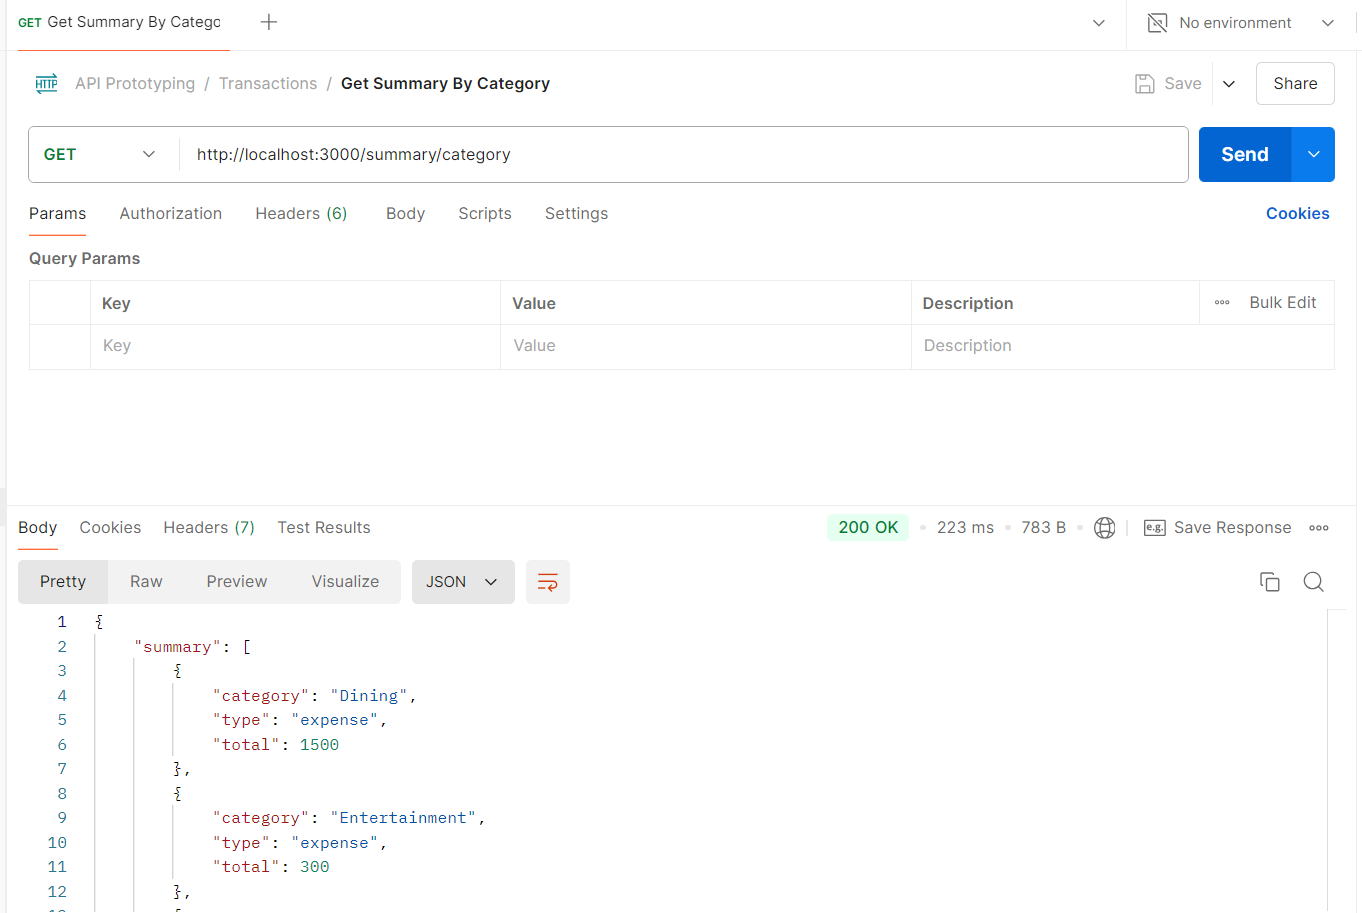 GET Get Summary By Catego
No environment
HTTP API Prototyping / Transactions / Get Summary By Category
Save
Share
GET
http://localhost:3000/summary/category
Send
Params Authorization Headers (6) Body Scripts Settings Cookies
Query Params
Key Value Description ooo Bulk Edit
Key Value Description
Body Cookies Headers (7) Test Results 200 OK 223 ms 783 B e.g. Save Response ooo
Pretty Raw Preview Visualize JSON
1 {
2 "summary": [
3 {
4 "category": "Dining",
5 "type": "expense",
6 "total": 1500
7 },
8 {
9 "category": "Entertainment",
10 "type": "expense",
11 "total": 300
12 },